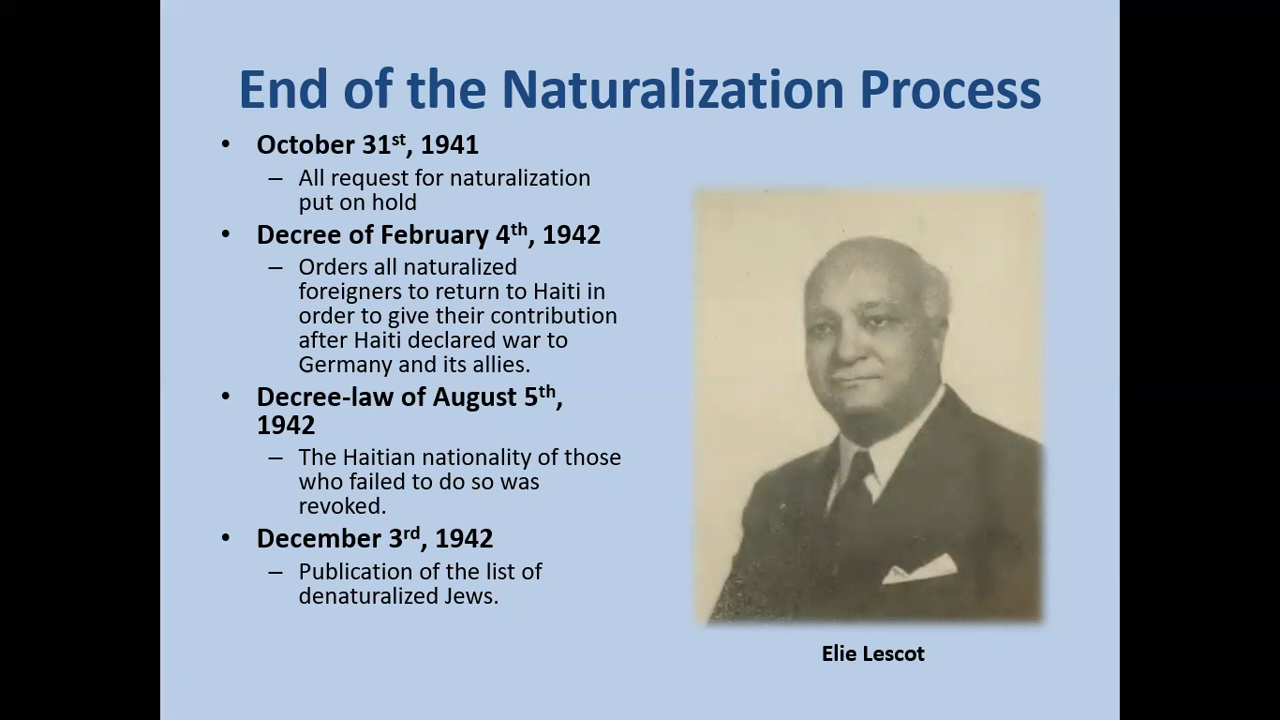 End of the Naturalization Process
• October 31st, 1941
– All request for naturalization
put on hold
• Decree of February 4th, 1942
– Orders all naturalized
foreigners to return to Haiti in
order to give their contribution
after Haiti declared war to
Germany and its allies.
• Decree-law of August 5th,
1942
– The Haitian nationality of those
who failed to do so was
revoked.
• December 3rd, 1942
– Publication of the list of
denaturalized Jews.
Elie Lescot